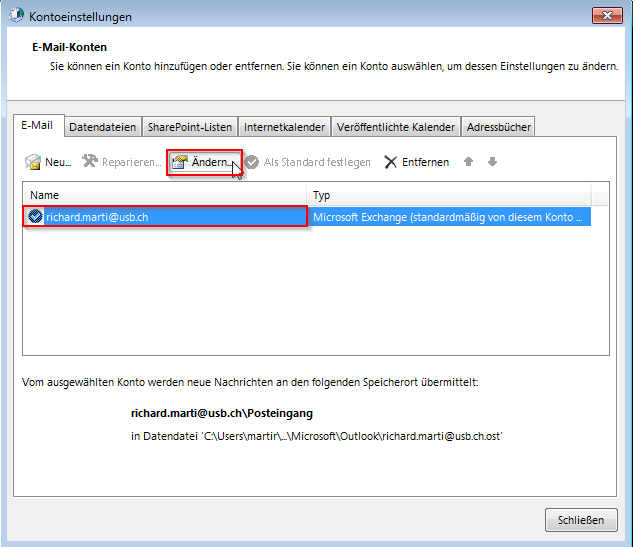 Kontoeinstellungen
E-Mail-Konten
Sie können ein Konto hinzufügen oder entfernen. Sie können ein Konto auswählen, um dessen Einstellungen zu ändern.
E-Mail Datendateien SharePoint-Listen Internetkalender Veröffentlichte Kalender Adressbücher
Neu... Reparieren... Ändern... Als Standard festlegen Entfernen
Name Typ
richard.marti@usb.ch Microsoft Exchange (standardmäßig von diesem Konto ...
Vom ausgewählten Konto werden neue Nachrichten an den folgenden Speicherort übermittelt:
richard.marti@usb.ch\Posteingang
in Datendatei 'C:\Users\martir\...\Microsoft\Outlook\richard.marti@usb.ch.ost'
Schließen